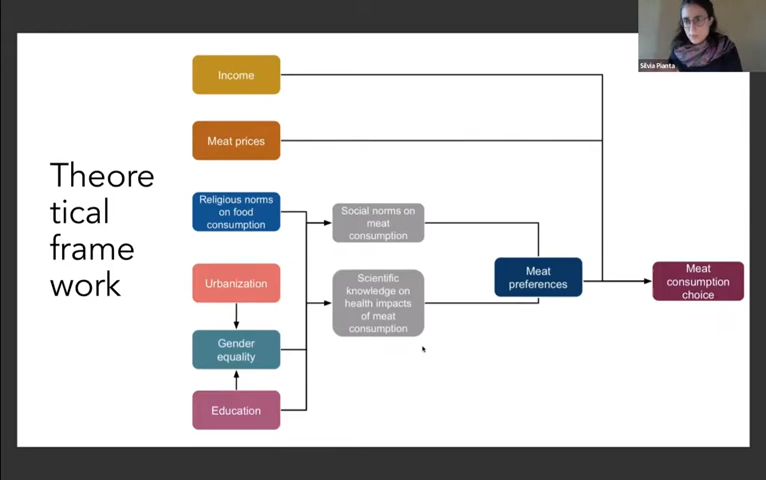 Silvia Pianta
Theore
tical
frame
work
Income
Meat prices
Religious norms
on food
consumption
Urbanization
Gender
equality
Education
Social norms on
meat
consumption
Scientific
knowledge on
health impacts
of meat
consumption
Meat
preferences
Meat
consumption
choice